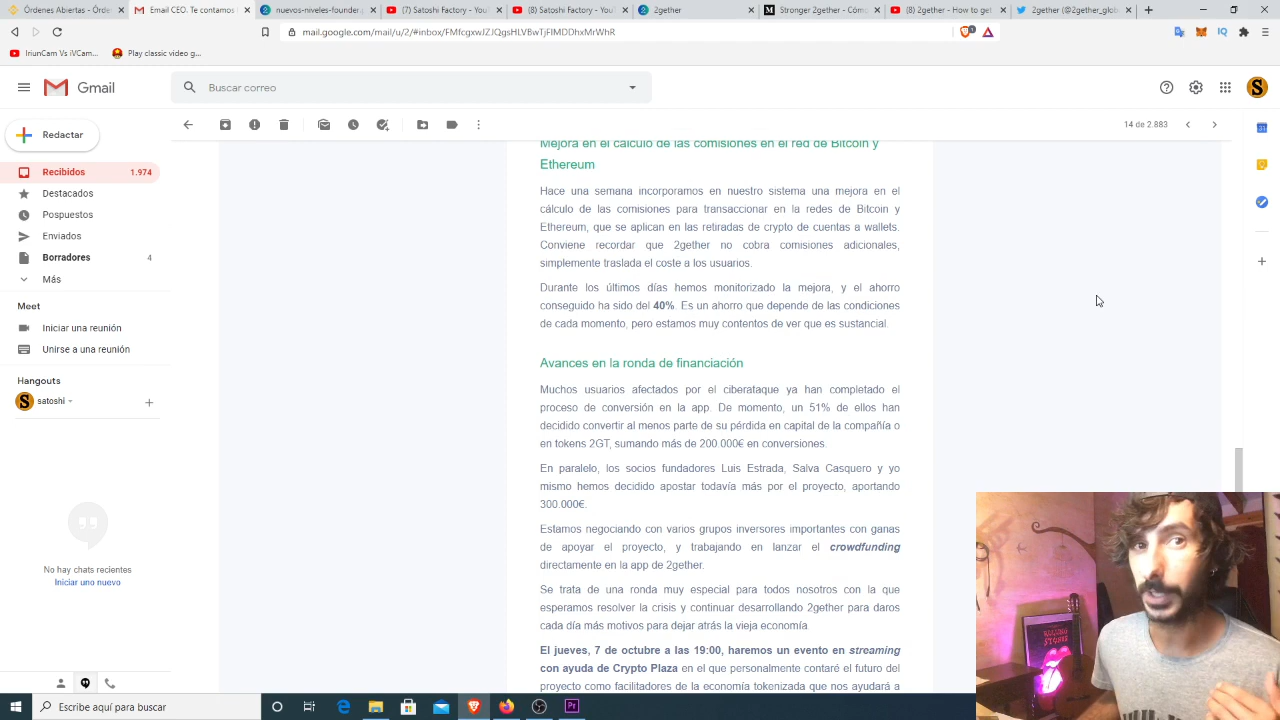 Órdenes Abiertas | Órde
Email CEO. Te contamos
nuevos-niveles-founder.
(7) Satoshi Factory - You
(8) Satoshi Factory - You
2gether
Stronger 2gether - Cómo
(8) 2gether - How to get
2gether (@2gether_glob
mail.google.com/mail/u/2/#inbox/FMfcgxwJZJQgsHLVBwTjFlMDDhxMrWhR
IriunCam Vs iVCam...
Play classic video g...
Gmail
Buscar correo
Redactar
14 de 2.883
Recibidos 1.974
Destacados
Pospuestos
Enviados
Borradores 4
Más
Meet
Iniciar una reunión
Unirse a una reunión
Hangouts
satoshi
No hay chats recientes
Iniciar uno nuevo
Mejora en el cálculo de las comisiones en el red de Bitcoin y
Ethereum
Hace una semana incorporamos en nuestro sistema una mejora en el
cálculo de las comisiones para transaccionar en la redes de Bitcoin y
Ethereum, que se aplican en las retiradas de crypto de cuentas a wallets.
Conviene recordar que 2gether no cobra comisiones adicionales,
simplemente traslada el coste a los usuarios.
Durante los últimos días hemos monitorizado la mejora, y el ahorro
conseguido ha sido del 40%. Es un ahorro que depende de las condiciones
de cada momento, pero estamos muy contentos de ver que es sustancial.
Avances en la ronda de financiación
Muchos usuarios afectados por el ciberataque ya han completado el
proceso de conversión en la app. De momento, un 51% de ellos han
decidido convertir al menos parte de su pérdida en capital de la compañía o
en tokens 2GT, sumando más de 200.000€ en conversiones.
En paralelo, los socios fundadores Luis Estrada, Salva Casquero y yo
mismo hemos decidido apostar todavía más por el proyecto, aportando
300.000€.
Estamos negociando con varios grupos inversores importantes con ganas
de apoyar el proyecto, y trabajando en lanzar el crowdfunding
directamente en la app de 2gether.
Se trata de una ronda muy especial para todos nosotros con la que
esperamos resolver la crisis y continuar desarrollando 2gether para daros
cada día más motivos para dejar atrás la vieja economía.
El jueves, 7 de octubre a las 19:00, haremos un evento en streaming
con ayuda de Crypto Plaza en el que personalmente contaré el futuro del
proyecto como facilitadores de la economía tokenizada que nos ayudará a
Escribe aquí para buscar